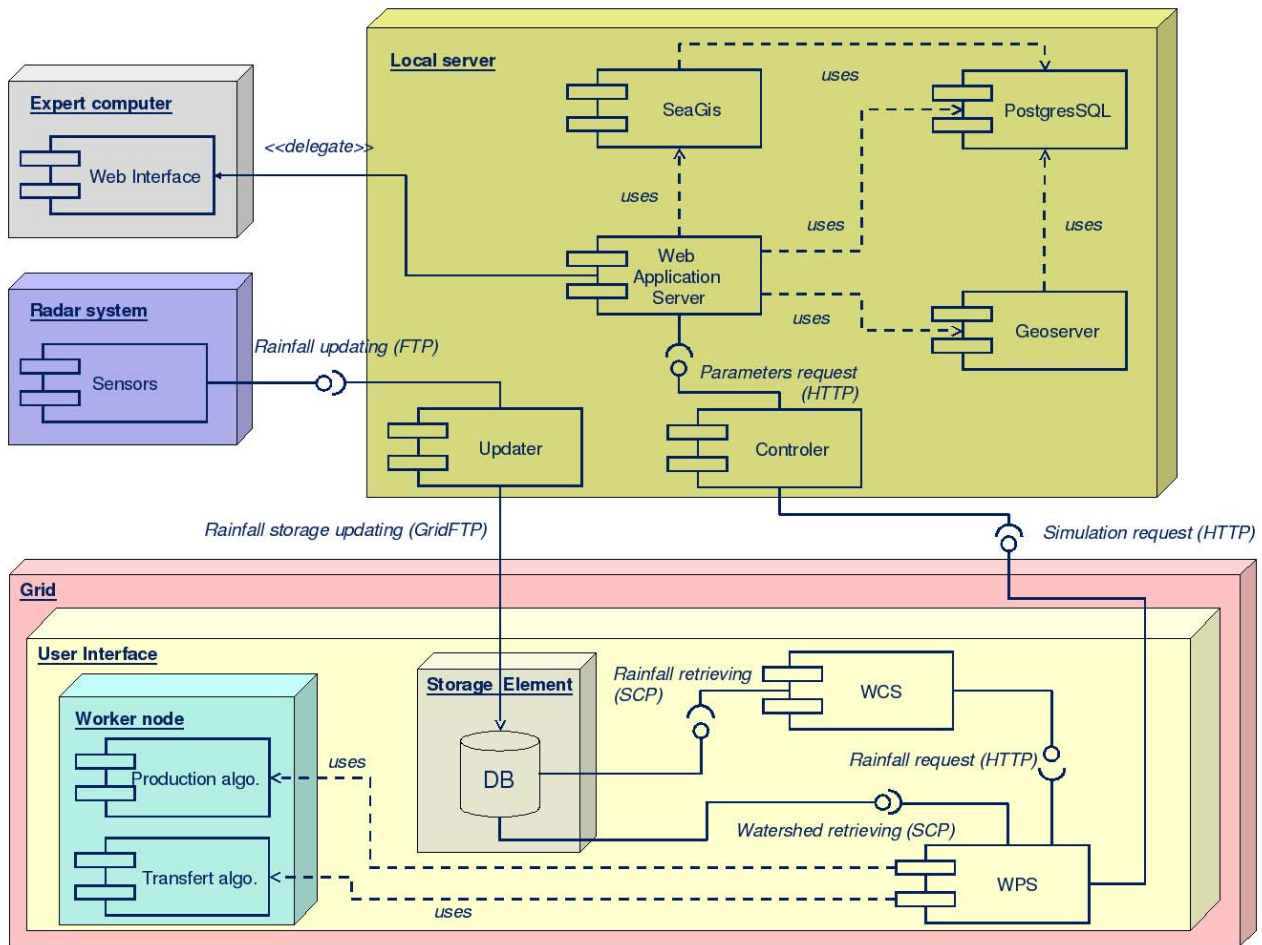 Local server
uses
SeaGis
PostgresSQL
Expert computer
<<delegate>>
Web Interface
uses
uses
uses
Web
Application
Server
Radar system
uses
Geoserver
Rainfall updating (FTP)
Sensors
Parameters request
(HTTP)
Updater
Controler
Rainfall storage updating (GridFTP)
Simulation request (HTTP)
Grid
User Interface
Storage Element
Rainfall retrieving
(SCP)
WCS
Worker node
uses
Production algo.
DB
Rainfall request (HTTP)
Watershed retrieving (SCP)
Transfert algo.
WPS
uses